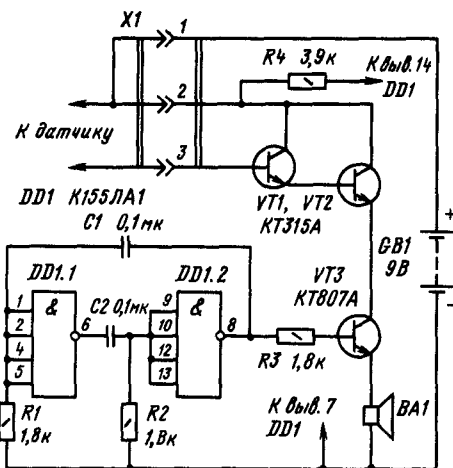 X1
1
R4 3,9к
К выв.14
DD1
2
К датчику
3
DD1 К155ЛА1
VT1, VT2
КТ315А
C1 0,1мк
GB1
9В
+
−
DD1.1
DD1.2
VT3
КТ807А
1
2
4
5
&
6
C2 0,1мк
9
10
12
13
&
8
R3 1,8к
R1
1,8к
R2
1,8к
К выв.7
DD1
BA1